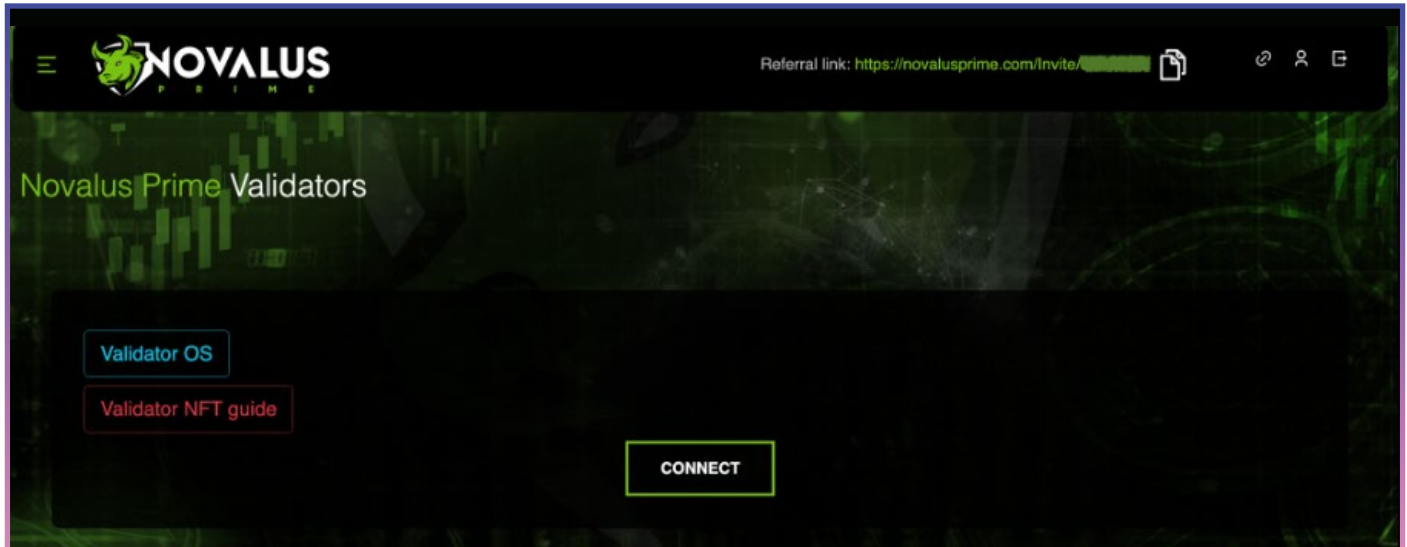 NOVALUS
PRIME
Referral link: https://novalusprime.com/Invite/
Novalus Prime Validators
Validator OS
Validator NFT guide
CONNECT